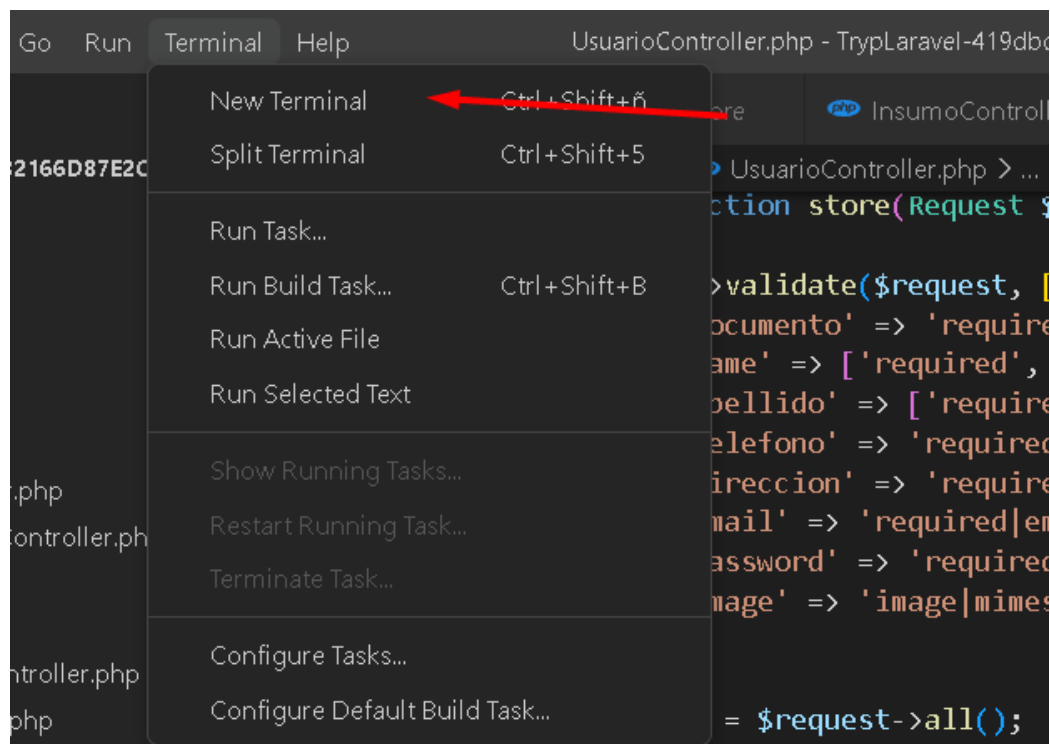 Go Run Terminal Help UsuarioController.php - TrypLaravel-419dbc
New Terminal Ctrl+Shift+ñ
Split Terminal Ctrl+Shift+5
Run Task...
Run Build Task... Ctrl+Shift+B
Run Active File
Run Selected Text
Show Running Tasks...
Restart Running Task...
Terminate Task...
Configure Tasks...
Configure Default Build Task...
32166D87E2C
r.php
Controller.ph
ntroller.php
php
ore php InsumoControll
UsuarioController.php > ...
ction store(Request $
>validate($request, [
ocumento' => 'require
ame' => ['required',
pellido' => ['require
elefono' => 'required
ireccion' => 'require
mail' => 'required|em
assword' => 'required
mage' => 'image|mimes
= $request->all();